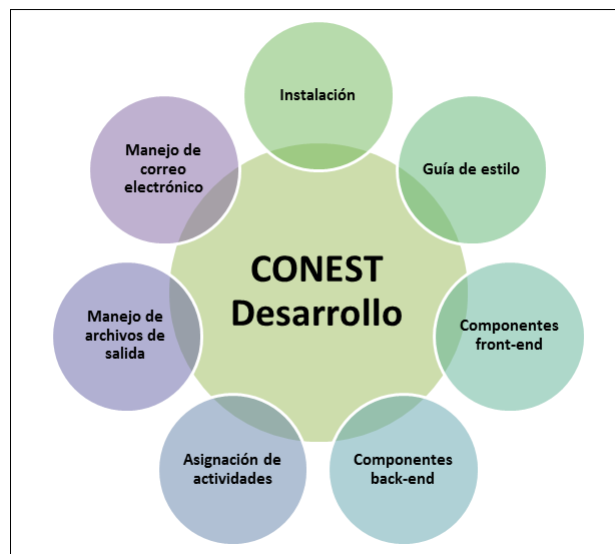 Instalación
Guía de estilo
Componentes
front-end
Componentes
back-end
Asignación de
actividades
Manejo de
archivos de
salida
Manejo de
correo
electrónico
CONEST
Desarrollo